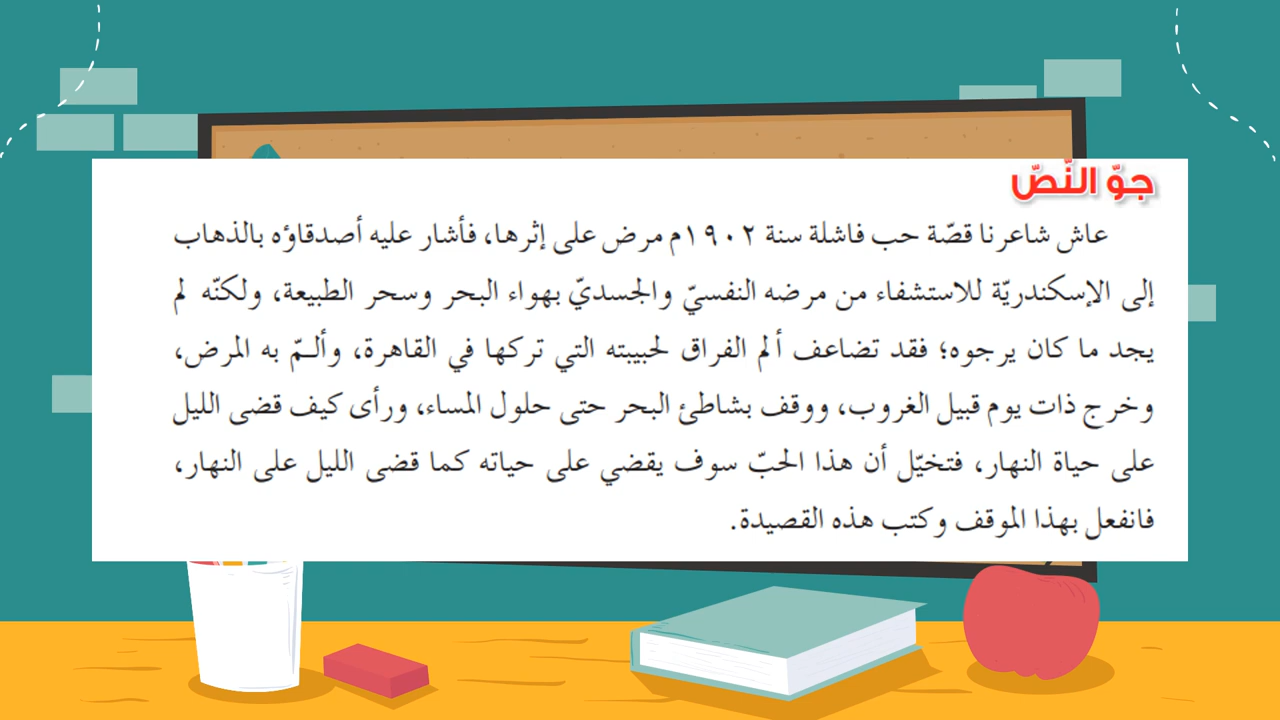 جوّ النّصّ
عاش شاعرنا قصّة حب فاشلة سنة ١٩٠٢م مرض على إثرها، فأشار عليه أصدقاؤه بالذهاب
إلى الإسكندريّة للاستشفاء من مرضه النفسيّ والجسديّ بهواء البحر وسحر الطبيعة، ولكنّه لم
يجد ما كان يرجوه؛ فقد تضاعف ألم الفراق لحبيبته التي تركها في القاهرة، وألـمّ به المرض،
وخرج ذات يوم قبيل الغروب، ووقف بشاطئ البحر حتى حلول المساء، ورأى كيف قضى الليل
على حياة النهار، فتخيّل أن هذا الحبّ سوف يقضي على حياته كما قضى الليل على النهار،
فانفعل بهذا الموقف وكتب هذه القصيدة.